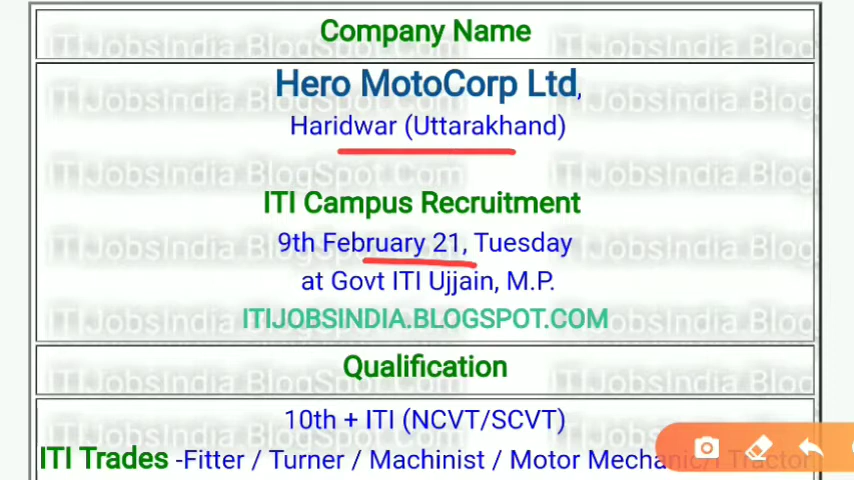 Company Name
Hero MotoCorp Ltd,
Haridwar (Uttarakhand)
ITI Campus Recruitment
9th February 21, Tuesday
at Govt ITI Ujjain, M.P.
ITIJOBSINDIA.BLOGSPOT.COM
Qualification
10th + ITI (NCVT/SCVT)
ITI Trades -Fitter / Turner / Machinist / Motor Mechanic/ Tractor